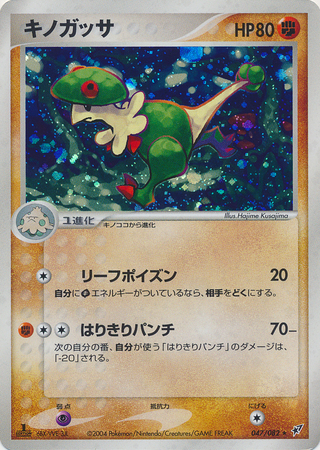 キノガッサ
HP80
Illus.Hajime Kusajima
1進化
キノココから進化
リーフポイズン
20
自分に エネルギーがついているなら、相手をどくにする。
はりきりパンチ
70−
次の自分の番、自分が使う「はりきりパンチ」のダメージは、
「-20」される。
弱点
抵抗力
にげる
©2004 Pokémon/Nintendo/Creatures/GAME FREAK
047/082 ★